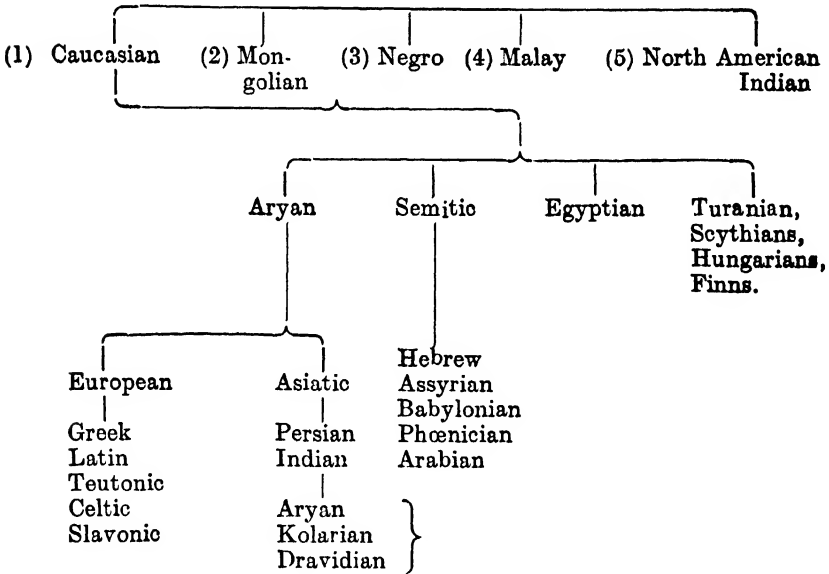 (1) Caucasian (2) Mon- (3) Negro (4) Malay (5) North American
golian Indian
Aryan Semitic Egyptian Turanian,
Scythians,
Hungarians,
Finns.
Hebrew
European Asiatic Assyrian
Babylonian
Greek Persian Phœnician
Latin Indian Arabian
Teutonic
Celtic Aryan
Slavonic Kolarian
Dravidian